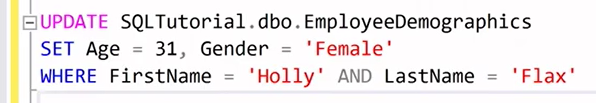 UPDATE SQLTutorial.dbo.EmployeeDemographics
SET Age = 31, Gender = 'Female'
WHERE FirstName = 'Holly' AND LastName = 'Flax'